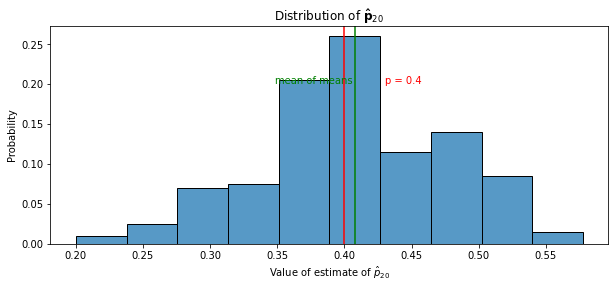 Distribution of p̂₂₀
0.25
0.20
0.15
0.10
0.05
0.00
Probability
mean of means
p = 0.4
0.20 0.25 0.30 0.35 0.40 0.45 0.50 0.55
Value of estimate of p̂₂₀